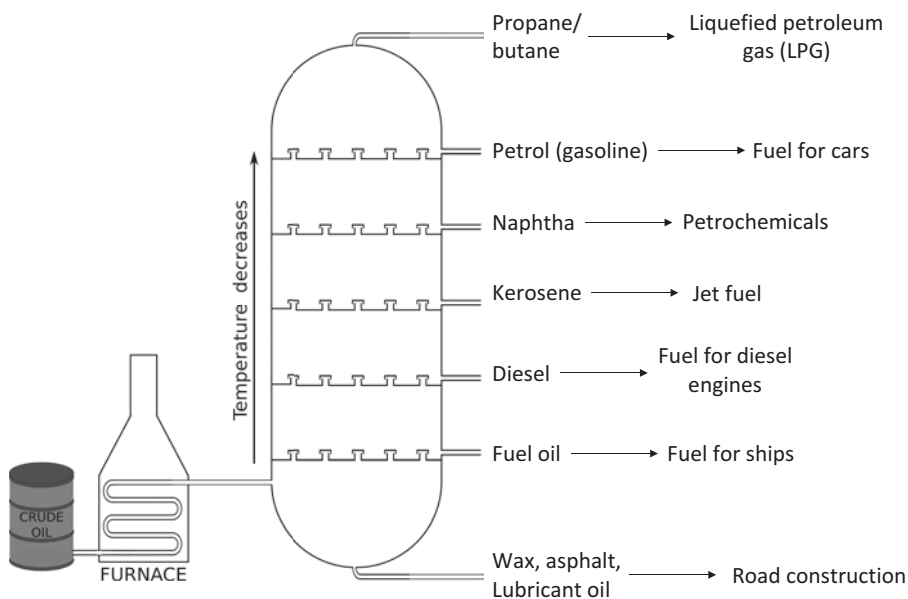 Propane/
butane
Liquefied petroleum
gas (LPG)
Petrol (gasoline)
Fuel for cars
Naphtha
Petrochemicals
Kerosene
Jet fuel
Diesel
Fuel for diesel
engines
Fuel oil
Fuel for ships
Wax, asphalt,
Lubricant oil
Road construction
Temperature decreases
CRUDE
OIL
FURNACE